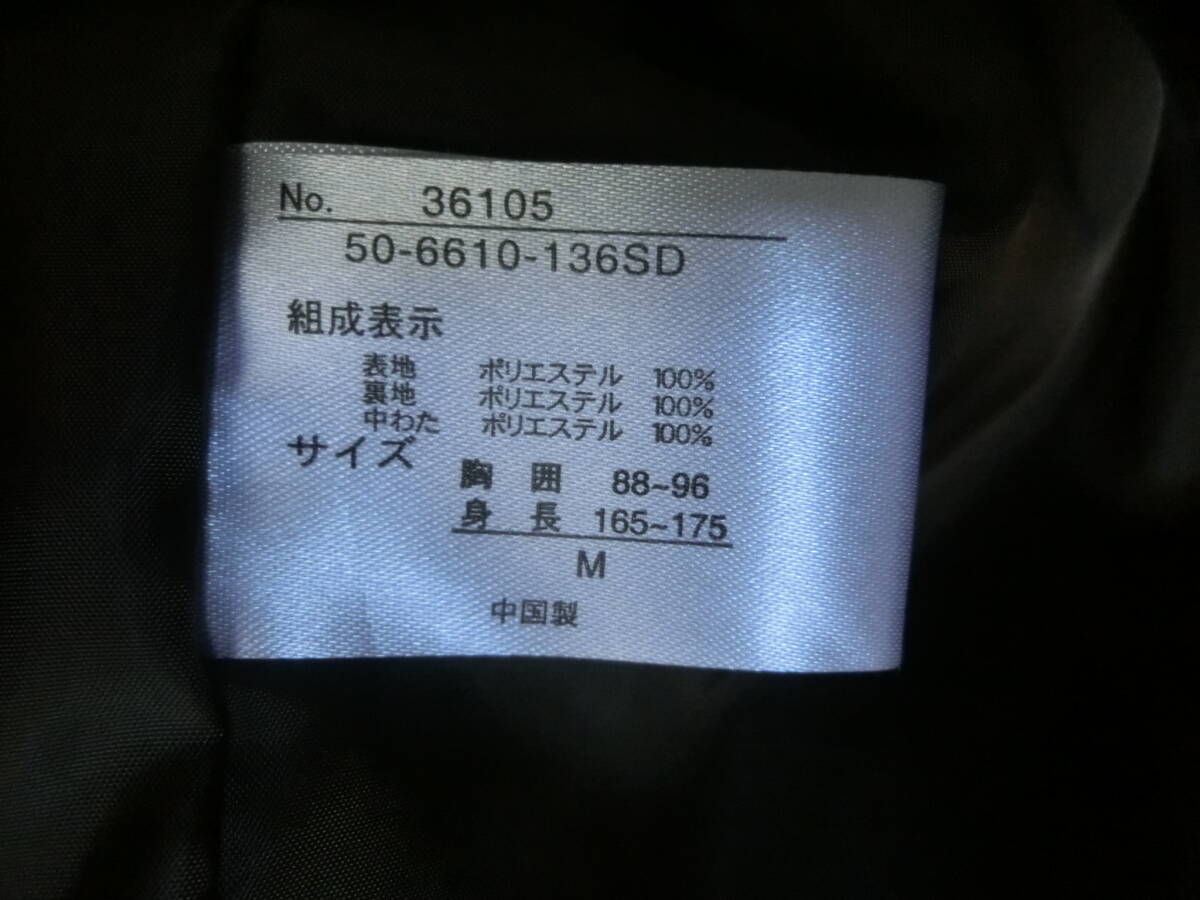 No. 36105
50-6610-136SD
組成表示
表地 ポリエステル 100%
裏地 ポリエステル 100%
中わた ポリエステル 100%
サイズ
胸囲 88~96
身長 165~175
M
中国製